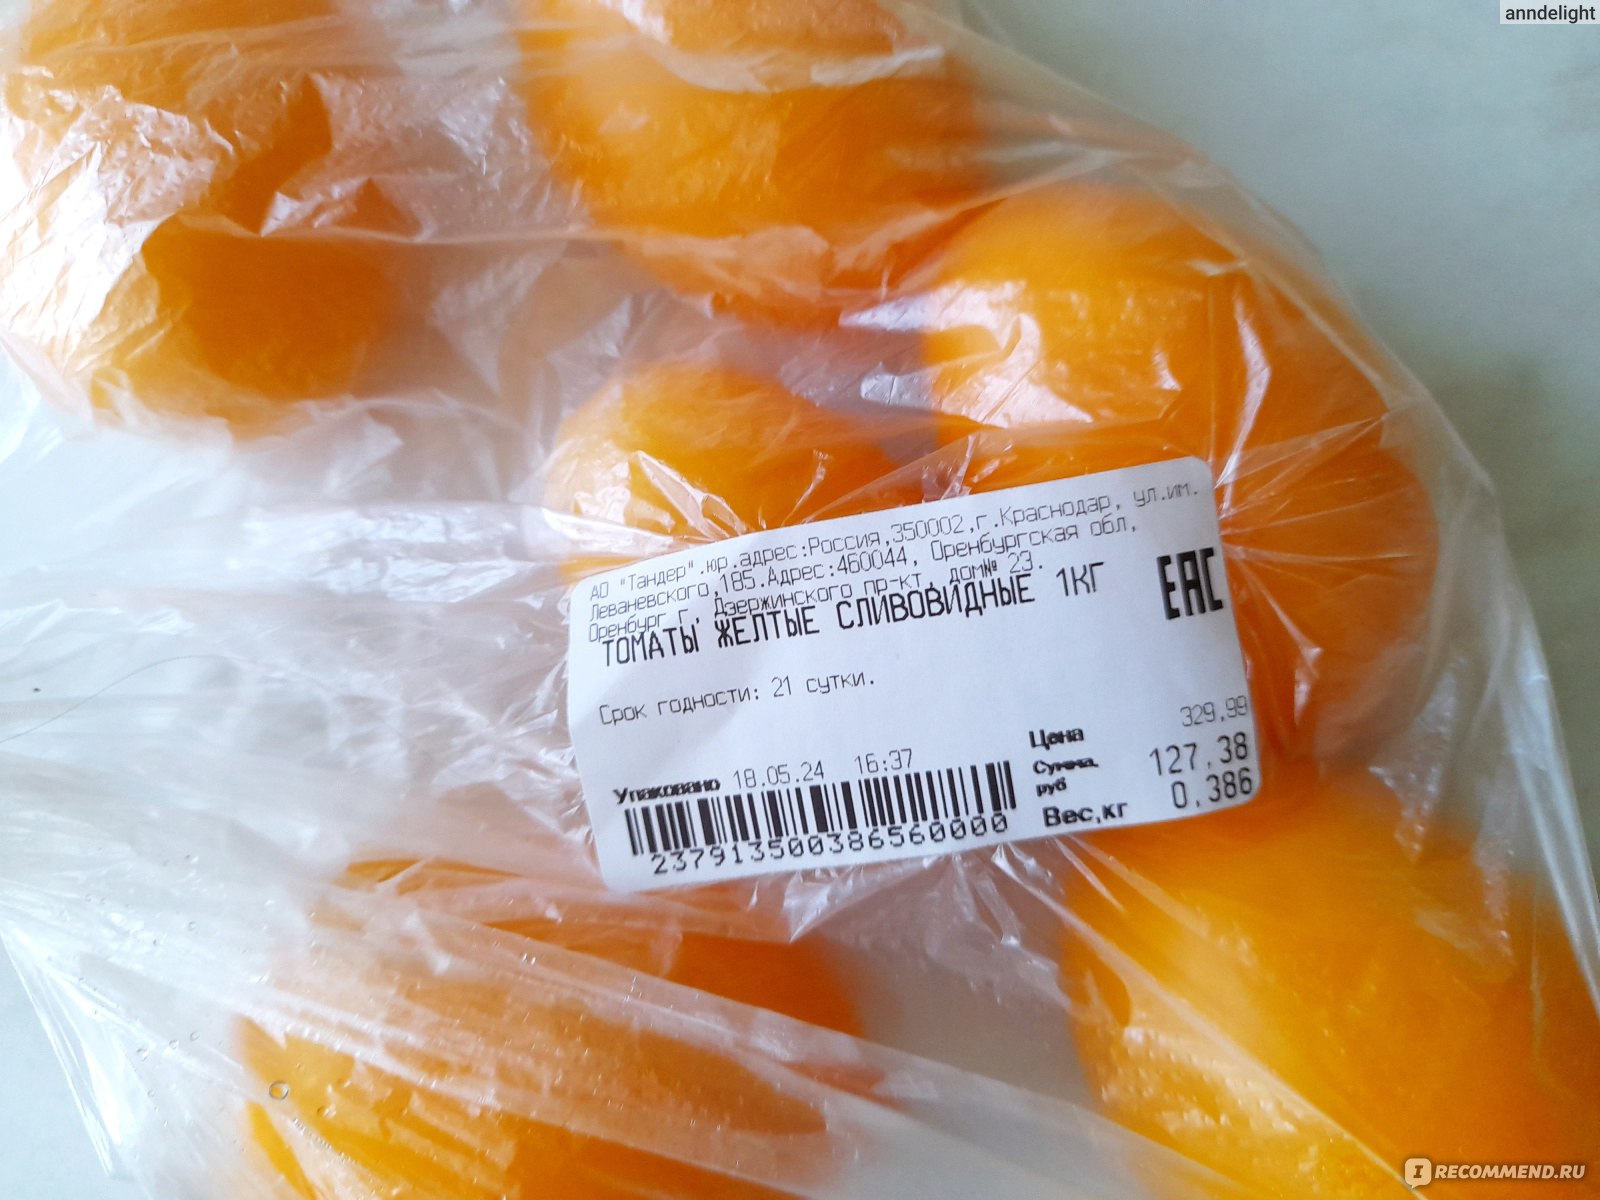 anndelight
АО "Тандер".юр.адрес:Россия,350002,г.Краснодар, ул.им.
Леваневского,185.Адрес:460044, Оренбургская обл,
Оренбург г, Дзержинского пр-кт, дом№ 23.
ТОМАТЫ ЖЕЛТЫЕ СЛИВОВИДНЫЕ 1КГ
EAC
Срок годности: 21 сутки.
Цена 329,99
Упаковано 18.05.24 16:37
Сумма, руб 127,38
Вес,кг 0,386
2379135003865600000
IRECOMMEND.RU